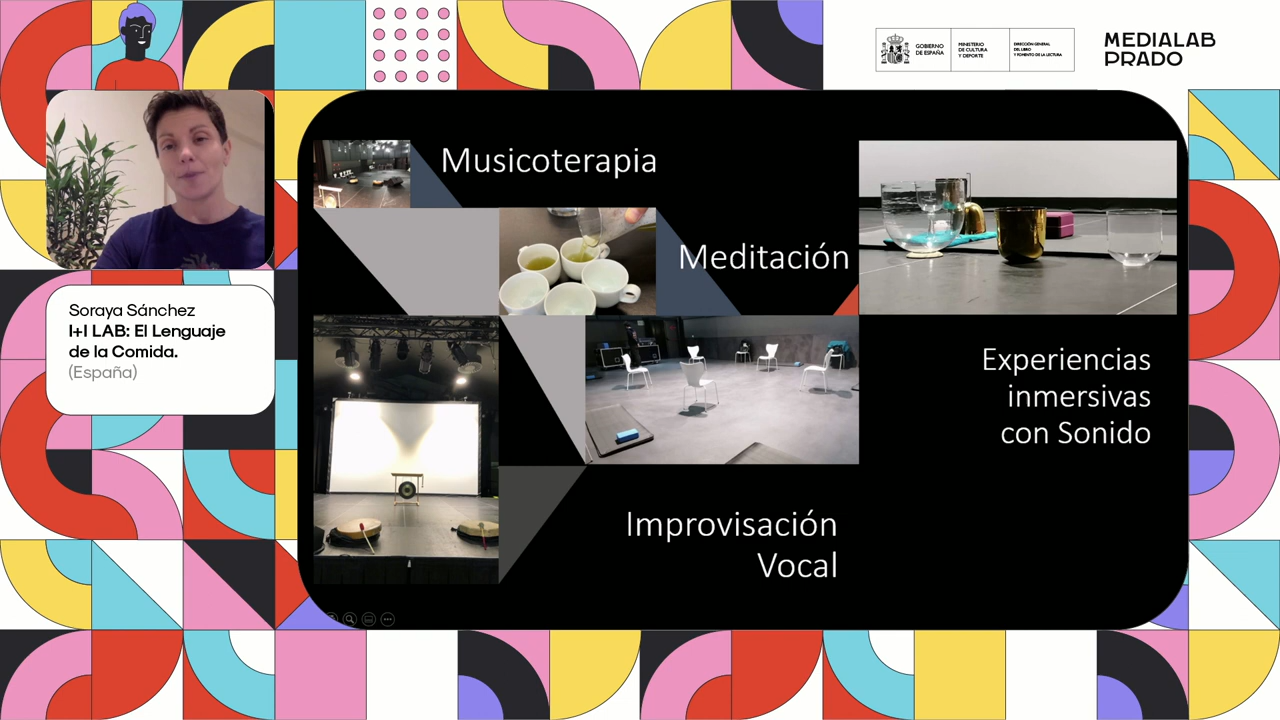 GOBIERNO
DE ESPAÑA
MINISTERIO
DE CULTURA
Y DEPORTE
DIRECCIÓN GENERAL
DEL LIBRO
Y FOMENTO DE LA LECTURA
MEDIALAB
PRADO
Soraya Sánchez
I+I LAB: El Lenguaje
de la Comida.
(España)
Musicoterapia
Meditación
Experiencias
inmersivas
con Sonido
Improvisación
Vocal